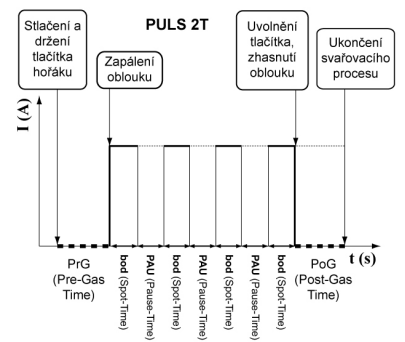 PULS 2T
Stlačení a
držení
tlačítka
hořáku
Zapálení
oblouku
Uvolnění
tlačítka,
zhasnutí
oblouku
Ukončení
svařovacího
procesu
I (A)
t (s)
PrG
(Pre-Gas
Time)
bod (Spot-Time)
PAU (Pause-Time)
bod (Spot-Time)
PAU (Pause-Time)
bod (Spot-Time)
PAU (Pause-Time)
bod (Spot-Time)
PoG
(Post-Gas
Time)